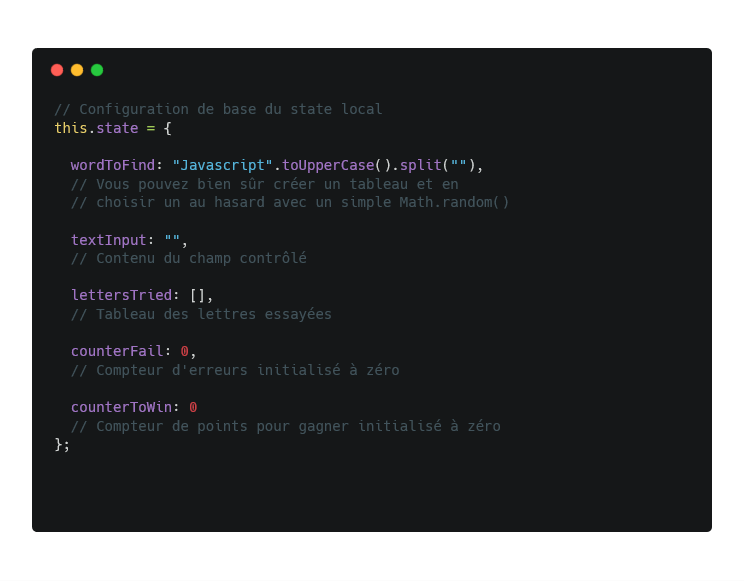 // Configuration de base du state local
this.state = {
wordToFind: "Javascript".toUpperCase().split(""),
// Vous pouvez bien sûr créer un tableau et en
// choisir un au hasard avec un simple Math.random()
textInput: "",
// Contenu du champ contrôlé
lettersTried: [],
// Tableau des lettres essayées
counterFail: 0,
// Compteur d'erreurs initialisé à zéro
counterToWin: 0
// Compteur de points pour gagner initialisé à zéro
};